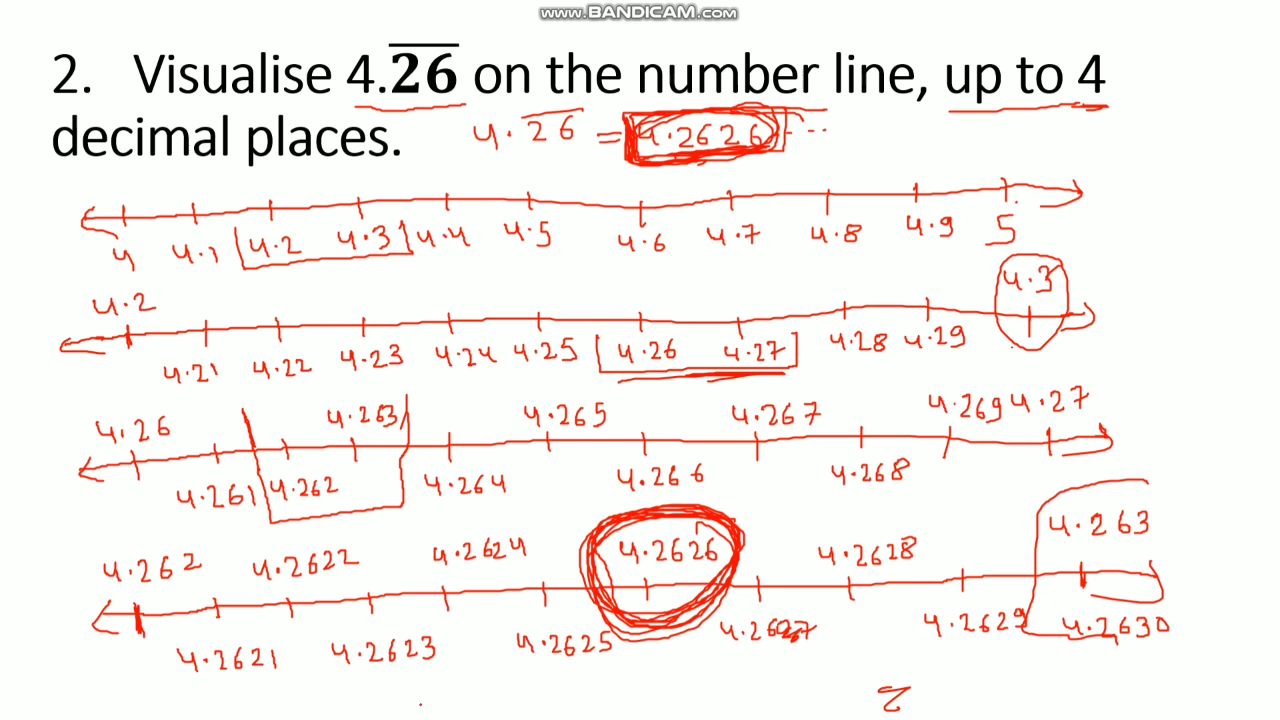 www.BANDICAM.com
2. Visualise 4.2̅6̅ on the number line, up to 4
decimal places.
4.2̅6̅ = 4.2626---
4 4.1 4.2 4.3 4.4 4.5 4.6 4.7 4.8 4.9 5
4.2 4.3
4.21 4.22 4.23 4.24 4.25 4.26 4.27 4.28 4.29
4.26 4.263 4.265 4.267 4.269 4.27
4.261 4.262 4.264 4.266 4.268
4.262 4.2622 4.2624 4.2626 4.2628 4.263
4.2621 4.2623 4.2625 4.2627 4.2629 4.2630